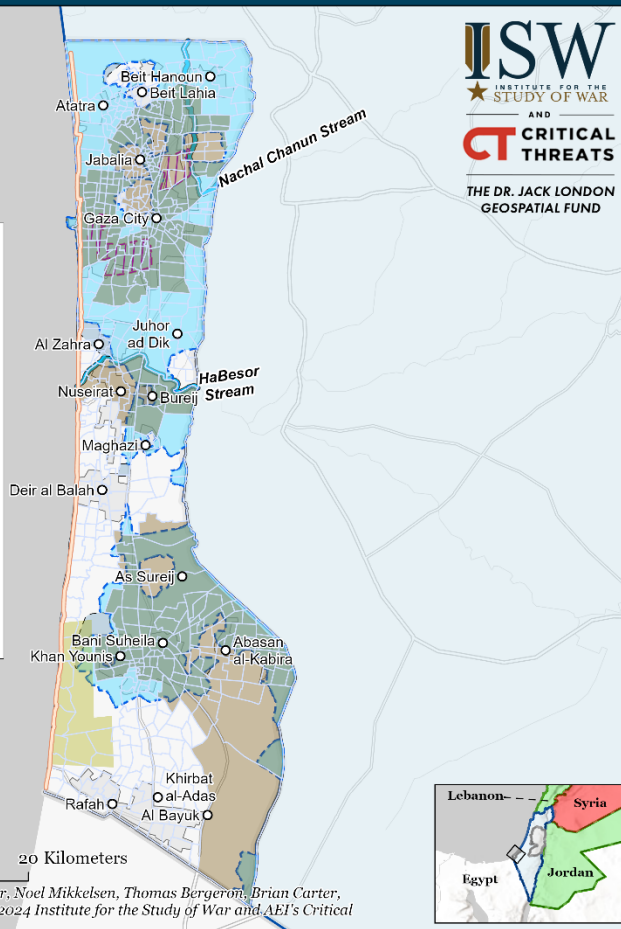 ISW
INSTITUTE FOR THE
STUDY OF WAR
AND
CT CRITICAL
THREATS
THE DR. JACK LONDON
GEOSPATIAL FUND
Beit Hanoun
Beit Lahia
Atatra
Nachal Chanun Stream
Jabalia
Gaza City
Juhor
ad Dik
Al Zahra
HaBesor
Stream
Nuseirat
Bureij
Maghazi
Deir al Balah
As Sureij
Bani Suheila
Abasan
al-Kabira
Khan Younis
Khirbat
al-Adas
Rafah
Al Bayuk
Lebanon
Syria
Egypt
Jordan
20 Kilometers
r, Noel Mikkelsen, Thomas Bergeron, Brian Carter,
2024 Institute for the Study of War and AEI's Critical